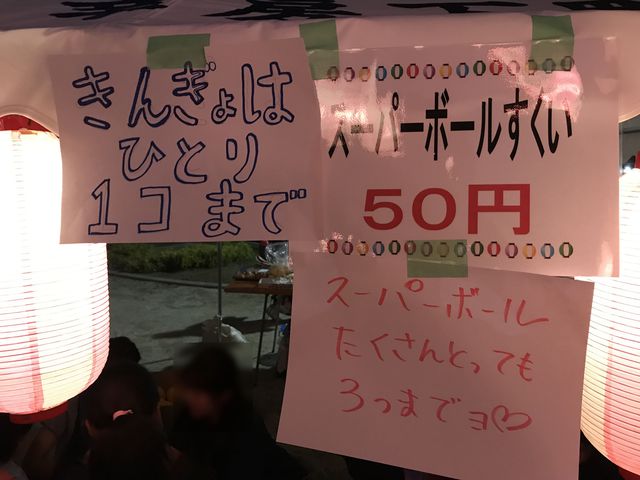 きんぎょは
ひとり
1コまで
スーパーボールすくい
50円
スーパーボール
たくさんとっても
3つまでヨ♡